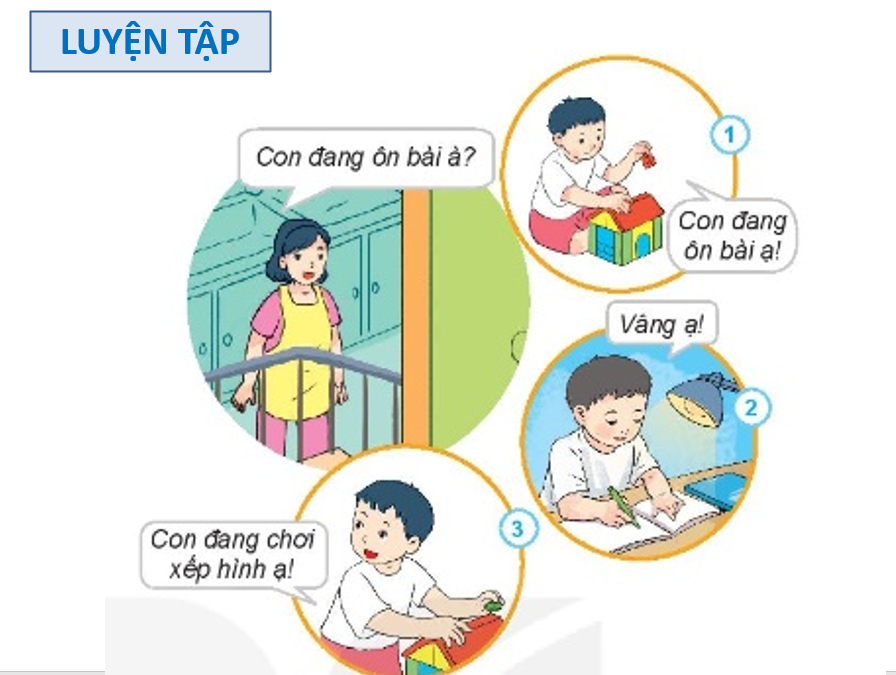 LUYỆN TẬP
Con đang ôn bài à?
1
Con đang
ôn bài ạ!
Vâng ạ!
2
3
Con đang chơi
xếp hình ạ!